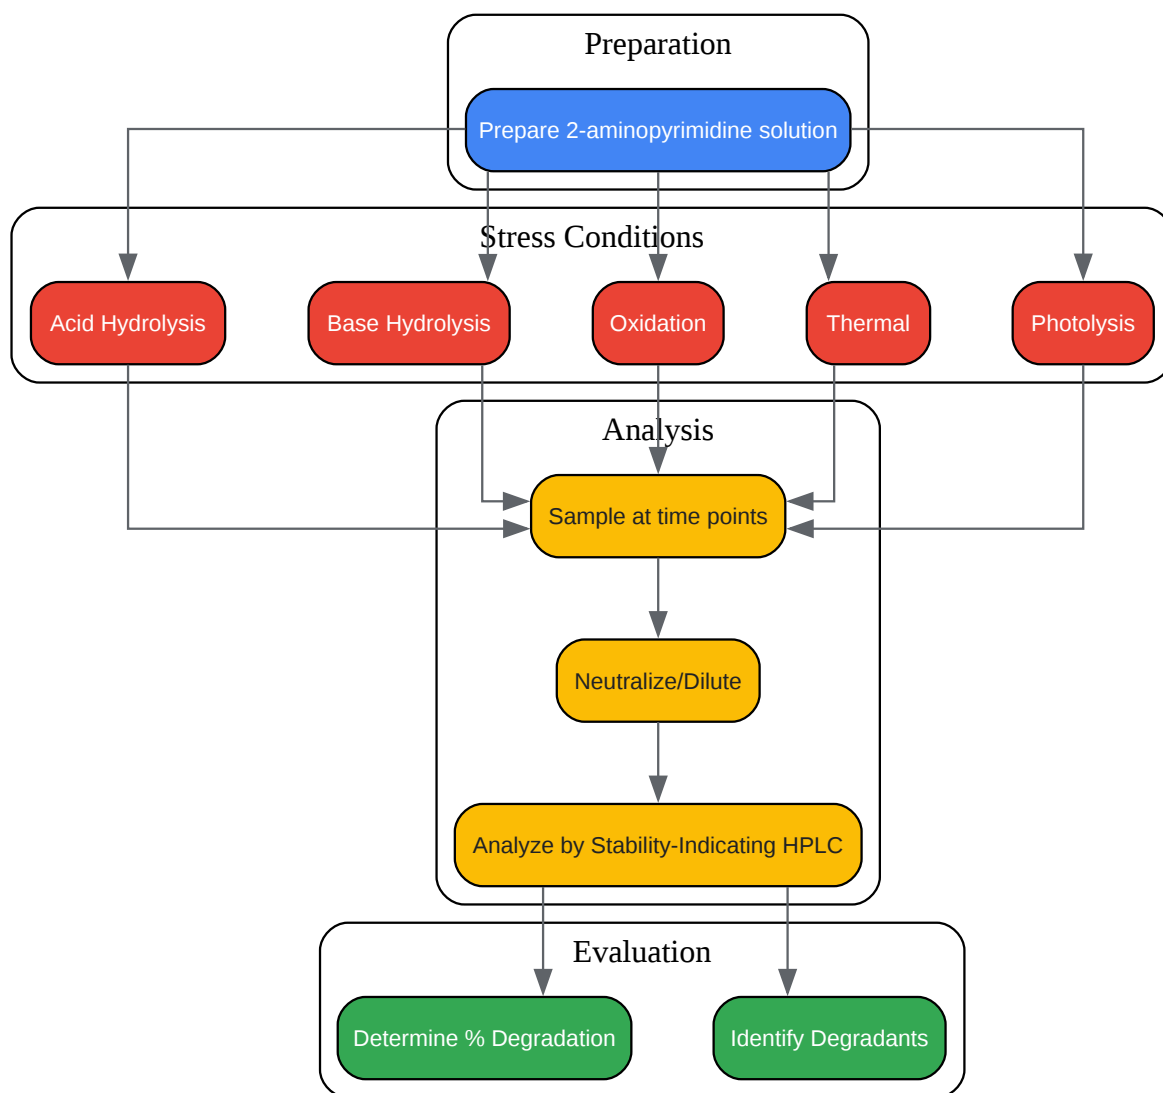 Preparation
Prepare 2-aminopyrimidine solution
Stress Conditions
Acid Hydrolysis
Base Hydrolysis
Oxidation
Thermal
Photolysis
Analysis
Sample at time points
Neutralize/Dilute
Analyze by Stability-Indicating HPLC
Evaluation
Determine % Degradation
Identify Degradants